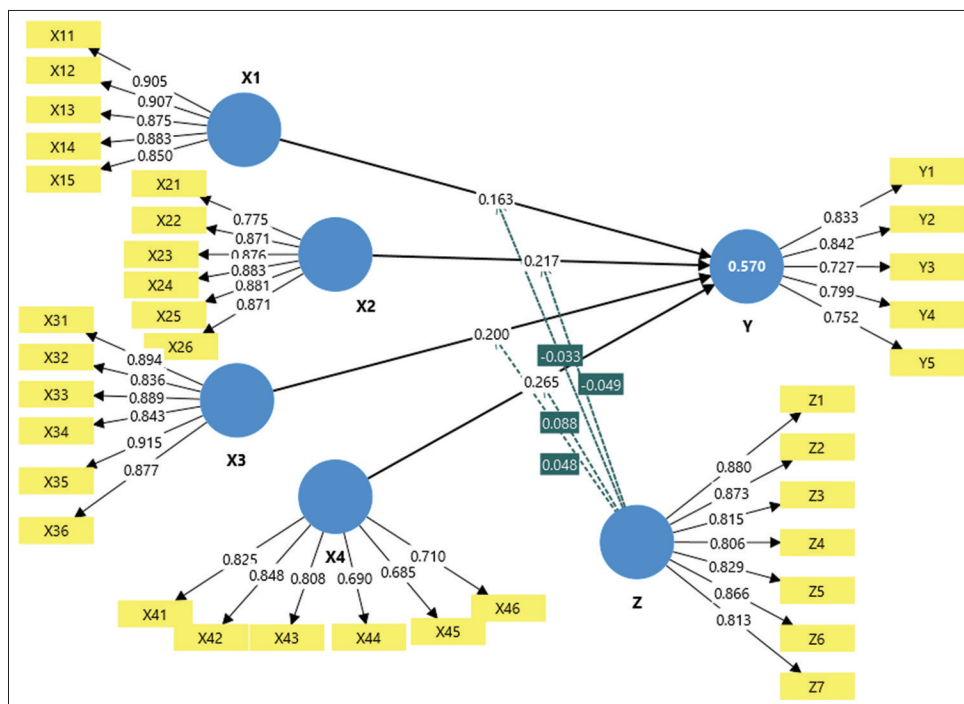 X11
X12
X13
X14
X15
0.905
0.907
0.875
0.883
0.850
X1
X21
X22
X23
X24
X25
X26
0.775
0.871
0.876
0.883
0.881
0.871
X2
X31
X32
X33
X34
X35
X36
0.894
0.836
0.889
0.843
0.915
0.877
X3
X4
0.825
0.848
0.808
0.690
0.685
0.710
X41
X42
X43
X44
X45
X46
0.163
0.217
0.200
0.265
-0.033
-0.049
0.088
0.048
0.570
Y
0.833
0.842
0.727
0.799
0.752
Y1
Y2
Y3
Y4
Y5
Z
0.880
0.873
0.815
0.806
0.829
0.866
0.813
Z1
Z2
Z3
Z4
Z5
Z6
Z7